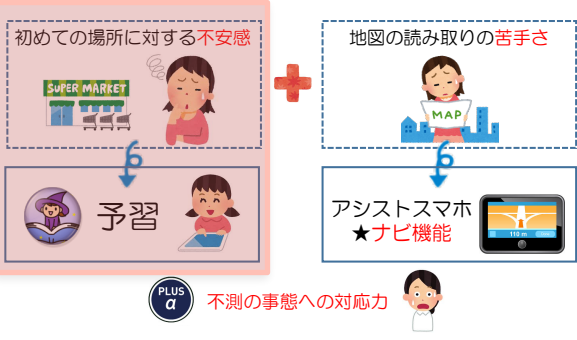 初めての場所に対する不安感
SUPER MARKET
予習
地図の読み取りの苦手さ
MAP
アシストスマホ
★ナビ機能
110 m
PLUS
α
不測の事態への対応力